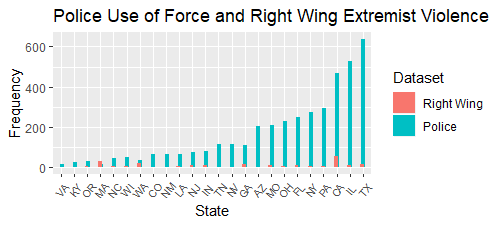 Police Use of Force and Right Wing Extremist Violence
600
400
200
0
Frequency
VA KY OR MA NC WI WA CO NM LA NJ IN TN NV GA AZ MO OH FL NY PA CA IL TX
State
Dataset
Right Wing
Police